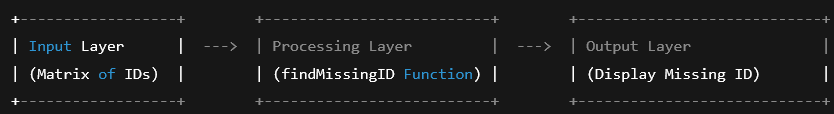 +------------------+       +--------------------------+       +----------------------------+
| Input Layer      |  --->  | Processing Layer         |  --->  | Output Layer               |
| (Matrix of IDs)  |       | (findMissingID Function) |       | (Display Missing ID)       |
+------------------+       +--------------------------+       +----------------------------+